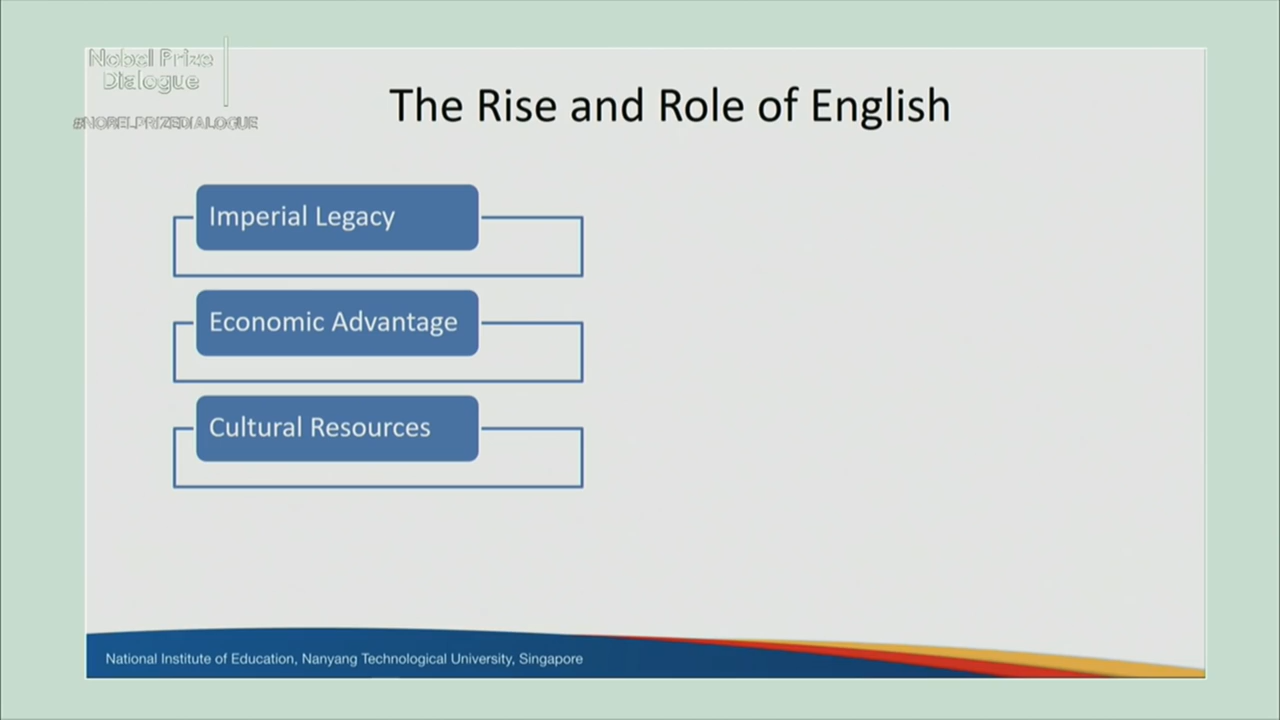 Nobel Prize
Dialogue
#NOBELPRIZEDIALOGUE
The Rise and Role of English
Imperial Legacy
Economic Advantage
Cultural Resources
National Institute of Education, Nanyang Technological University, Singapore